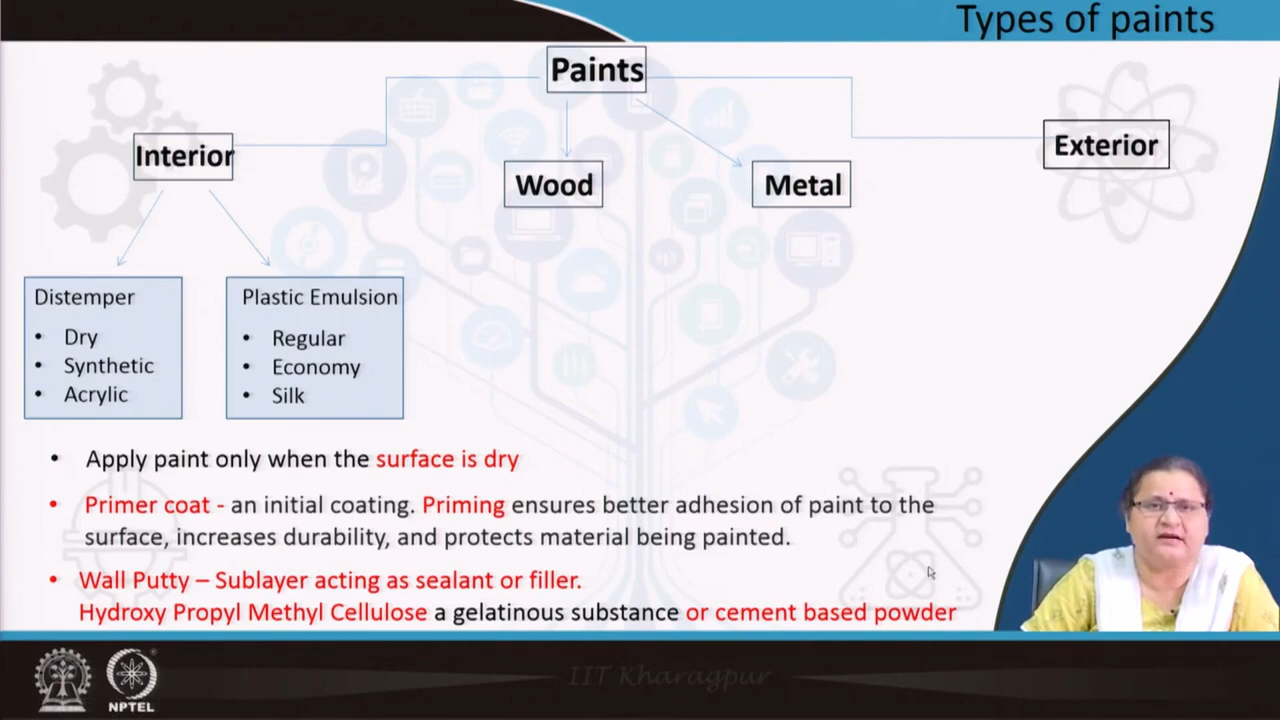 Types of paints
Paints
Interior
Wood
Metal
Exterior
Distemper
• Dry
• Synthetic
• Acrylic
Plastic Emulsion
• Regular
• Economy
• Silk
• Apply paint only when the surface is dry
• Primer coat - an initial coating. Priming ensures better adhesion of paint to the
surface, increases durability, and protects material being painted.
• Wall Putty – Sublayer acting as sealant or filler.
Hydroxy Propyl Methyl Cellulose a gelatinous substance or cement based powder
IIT Kharagpur
NPTEL